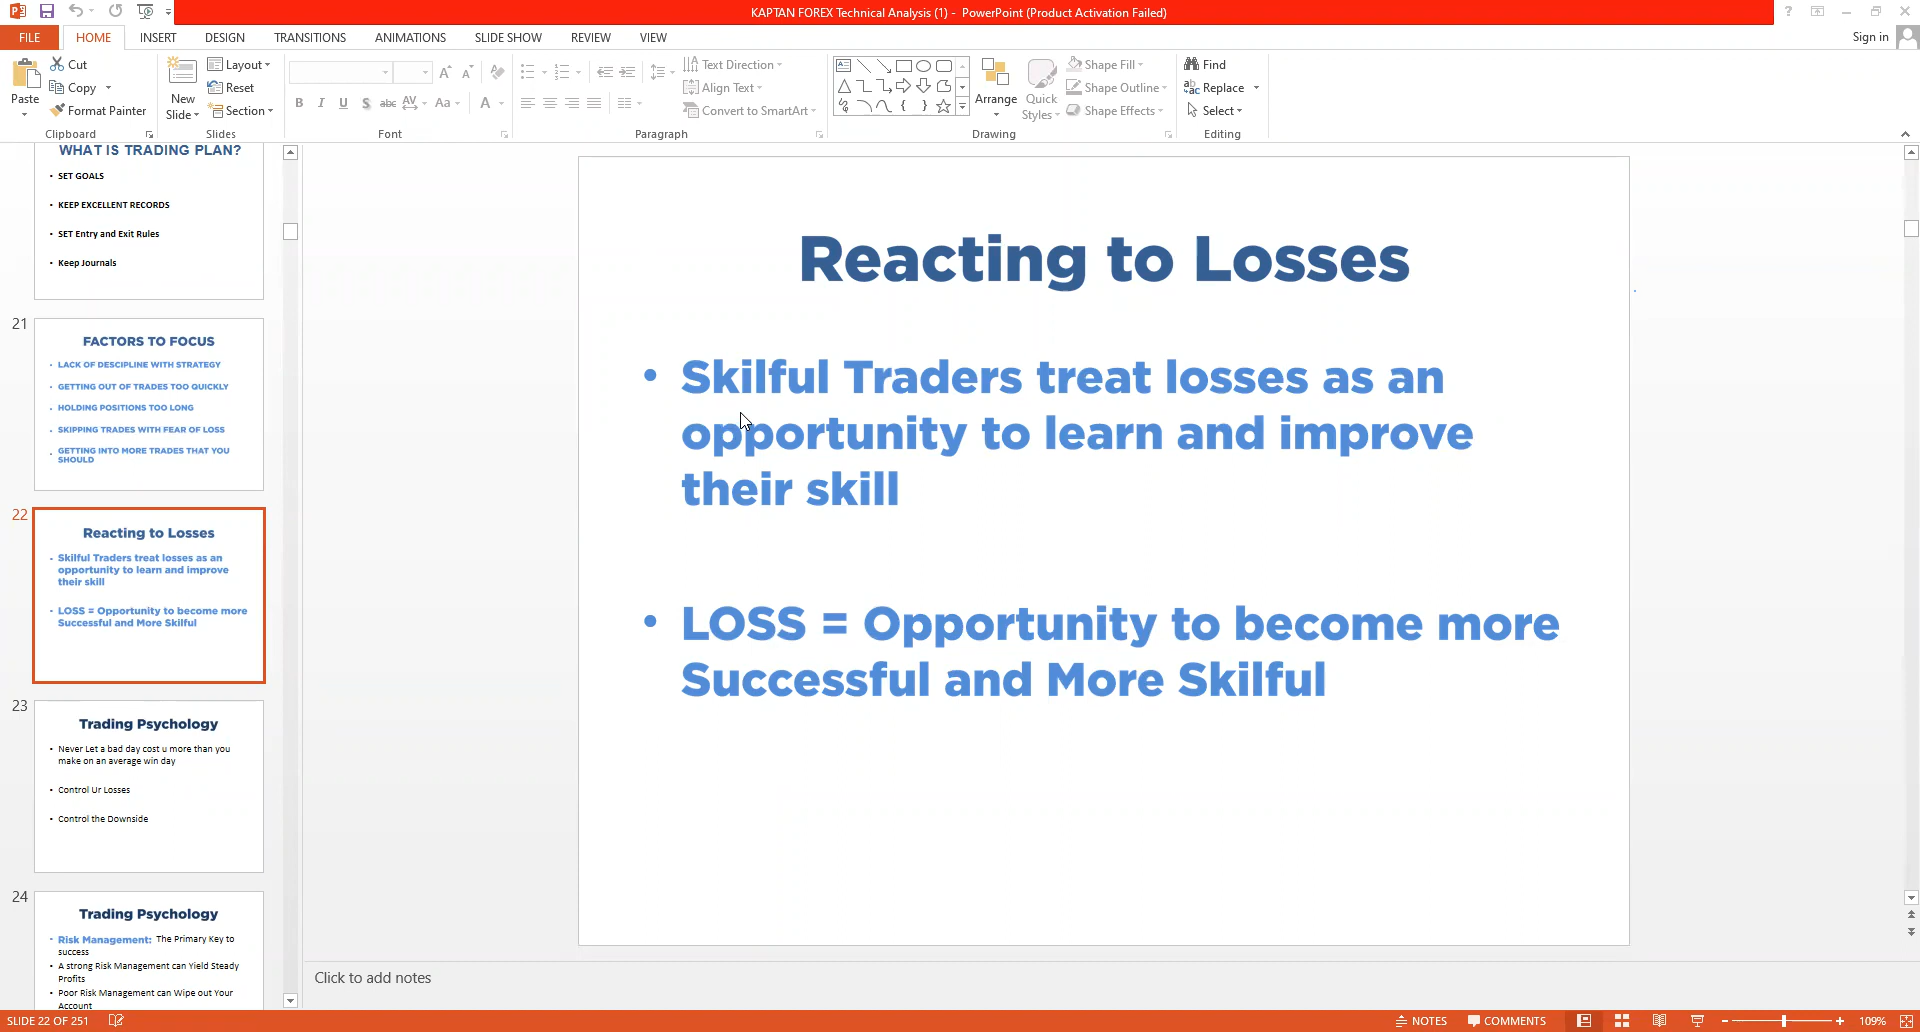 KAPTAN FOREX Technical Analysis (1) - PowerPoint (Product Activation Failed)
FILE HOME INSERT DESIGN TRANSITIONS ANIMATIONS SLIDE SHOW REVIEW VIEW
Sign in
Paste
Cut
Copy
Format Painter
Clipboard
New
Slide
Layout
Reset
Section
Slides
Font
Text Direction
Align Text
Convert to SmartArt
Paragraph
Arrange
Quick
Styles
Shape Fill
Shape Outline
Shape Effects
Drawing
Find
Replace
Select
Editing
WHAT IS TRADING PLAN?
• SET GOALS
• KEEP EXCELLENT RECORDS
• SET Entry and Exit Rules
• Keep Journals
21
FACTORS TO FOCUS
• LACK OF DESCIPLINE WITH STRATEGY
• GETTING OUT OF TRADES TOO QUICKLY
• HOLDING POSITIONS TOO LONG
• SKIPPING TRADES WITH FEAR OF LOSS
• GETTING INTO MORE TRADES THAT YOU
SHOULD
22
Reacting to Losses
• Skilful Traders treat losses as an
opportunity to learn and improve
their skill
• LOSS = Opportunity to become more
Successful and More Skilful
23
Trading Psychology
• Never Let a bad day cost u more than you
make on an average win day
• Control Ur Losses
• Control the Downside
24
Trading Psychology
• Risk Management: The Primary Key to
success
• A strong Risk Management can Yield Steady
Profits
• Poor Risk Management can Wipe out Your
Account
Reacting to Losses
• Skilful Traders treat losses as an
opportunity to learn and improve
their skill
• LOSS = Opportunity to become more
Successful and More Skilful
Click to add notes
SLIDE 22 OF 251
NOTES
COMMENTS
109%